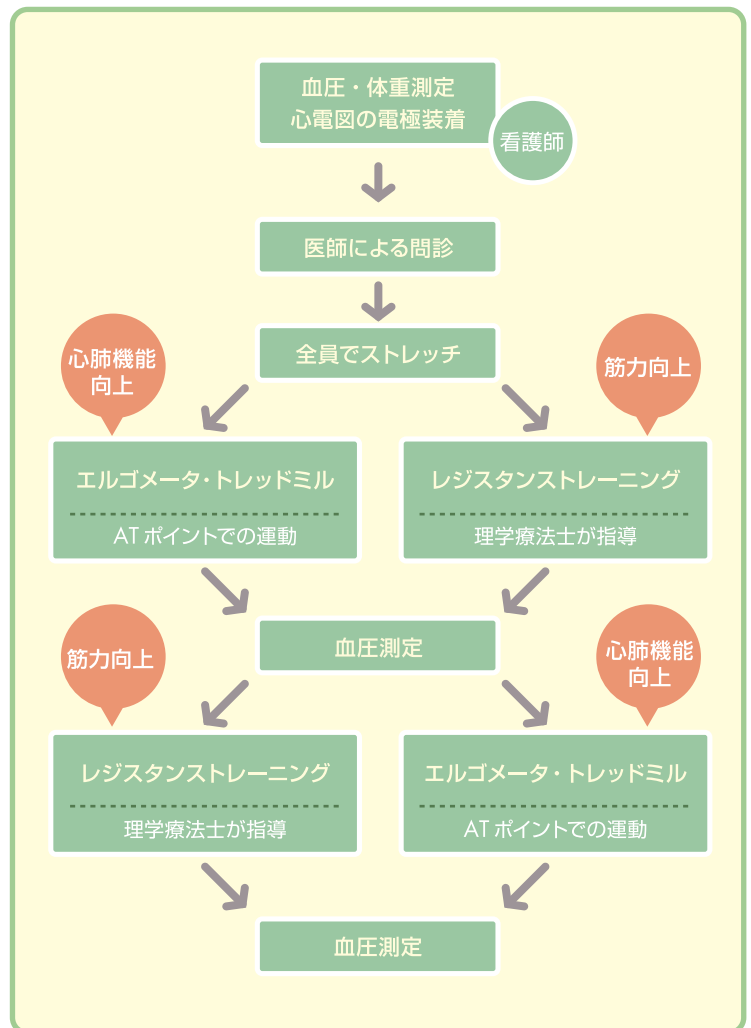 血圧・体重測定
心電図の電極装着
看護師
医師による問診
全員でストレッチ
心肺機能
向上
筋力向上
エルゴメータ・トレッドミル
ATポイントでの運動
レジスタンストレーニング
理学療法士が指導
血圧測定
筋力向上
心肺機能
向上
レジスタンストレーニング
理学療法士が指導
エルゴメータ・トレッドミル
ATポイントでの運動
血圧測定